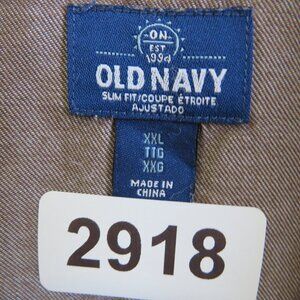 ON
EST
1994
OLD NAVY
SLIM FIT/COUPE ÉTROITE
AJUSTADO
XXL
TTG
XXG
MADE IN
CHINA
2918